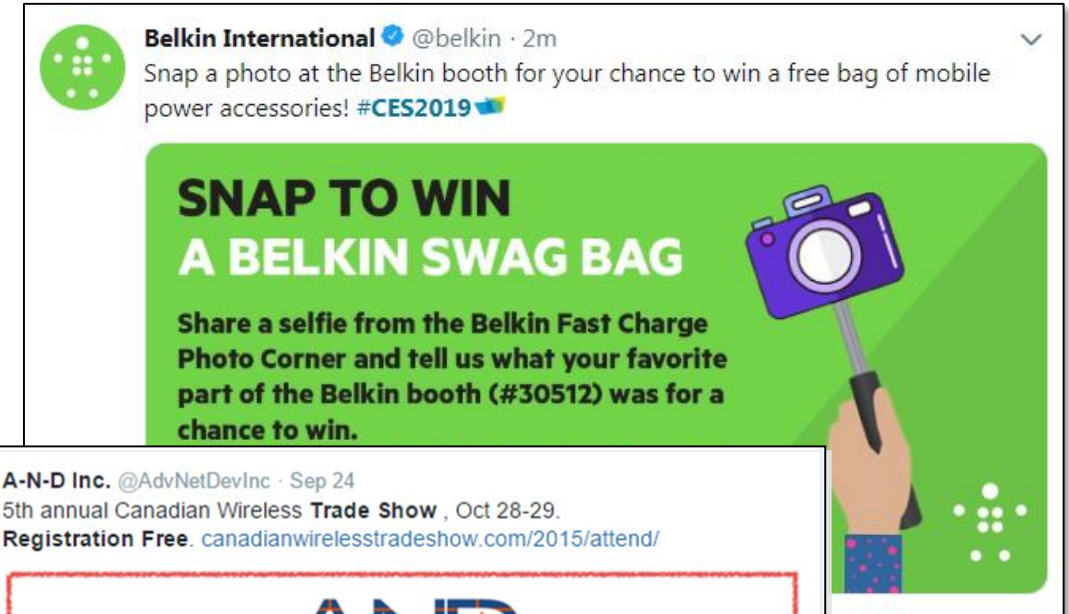 Belkin International @belkin · 2m
Snap a photo at the Belkin booth for your chance to win a free bag of mobile
power accessories! #CES2019
SNAP TO WIN
A BELKIN SWAG BAG
Share a selfie from the Belkin Fast Charge
Photo Corner and tell us what your favorite
part of the Belkin booth (#30512) was for a
chance to win.
A-N-D Inc. @AdvNetDevInc · Sep 24
5th annual Canadian Wireless Trade Show , Oct 28-29.
Registration Free. canadianwirelesstradeshow.com/2015/attend/